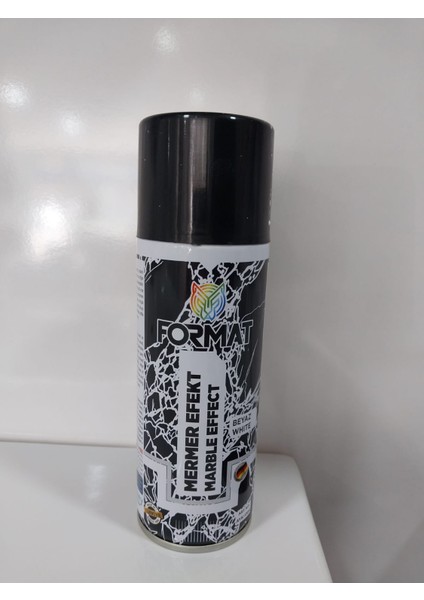 FORMAT
MERMER EFEKT
MARBLE EFFECT
BEYAZ
WHITE